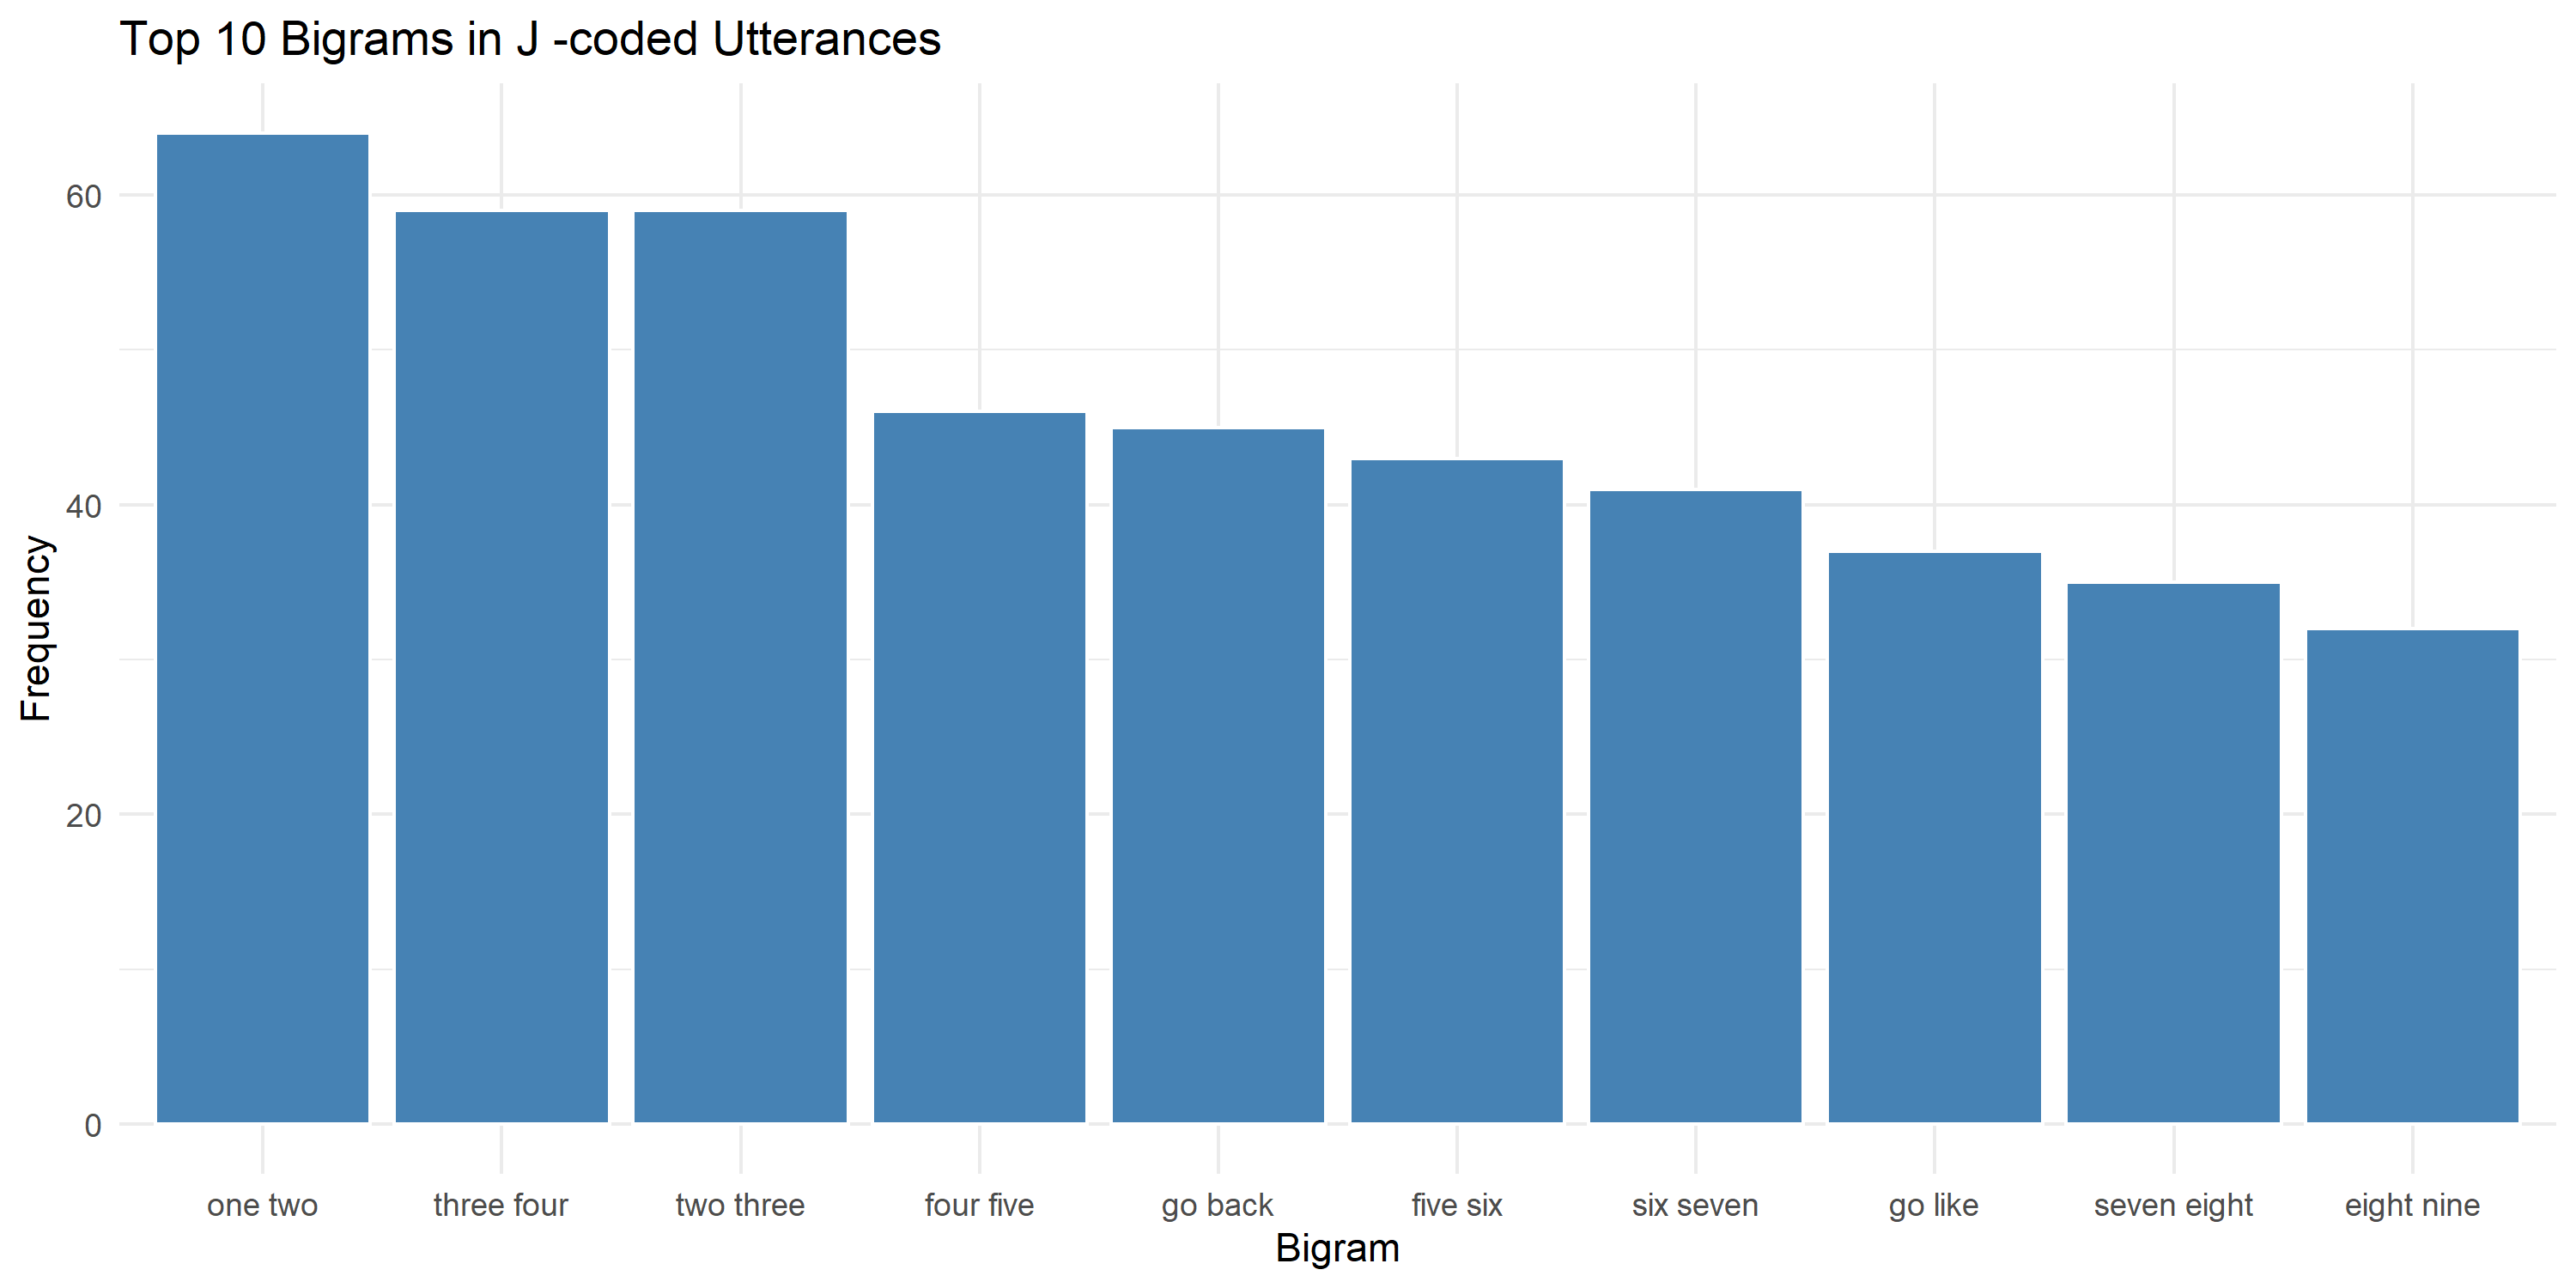 Top 10 Bigrams in J -coded Utterances
Frequency
60
40
20
0
one two
three four
two three
four five
go back
five six
six seven
go like
seven eight
eight nine
Bigram